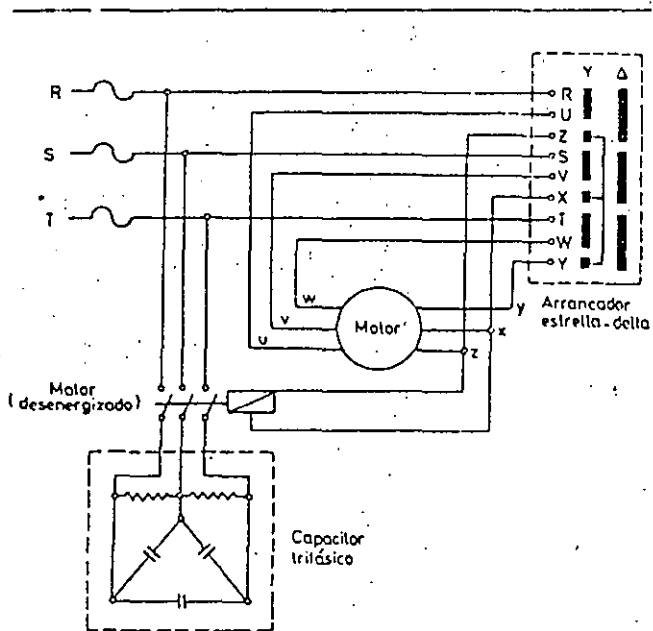 Y Δ
R
R
U
Z
S
S
V
X
T
T
W
W
Y
y
Arrancador
estrella-delta
V
Motor
x
U
z
Motor
(desenergizado)
Capacitor
trifásico